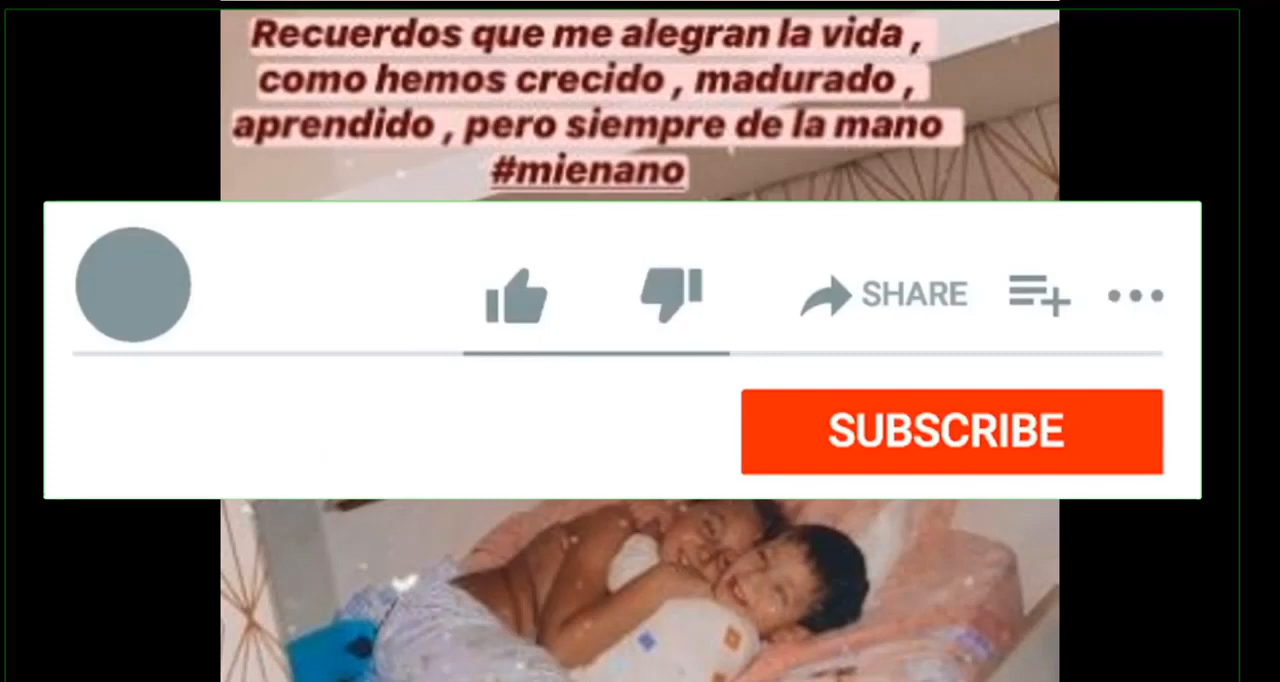 Recuerdos que me alegran la vida ,
como hemos crecido , madurado ,
aprendido , pero siempre de la mano
#mienano
SHARE
SUBSCRIBE